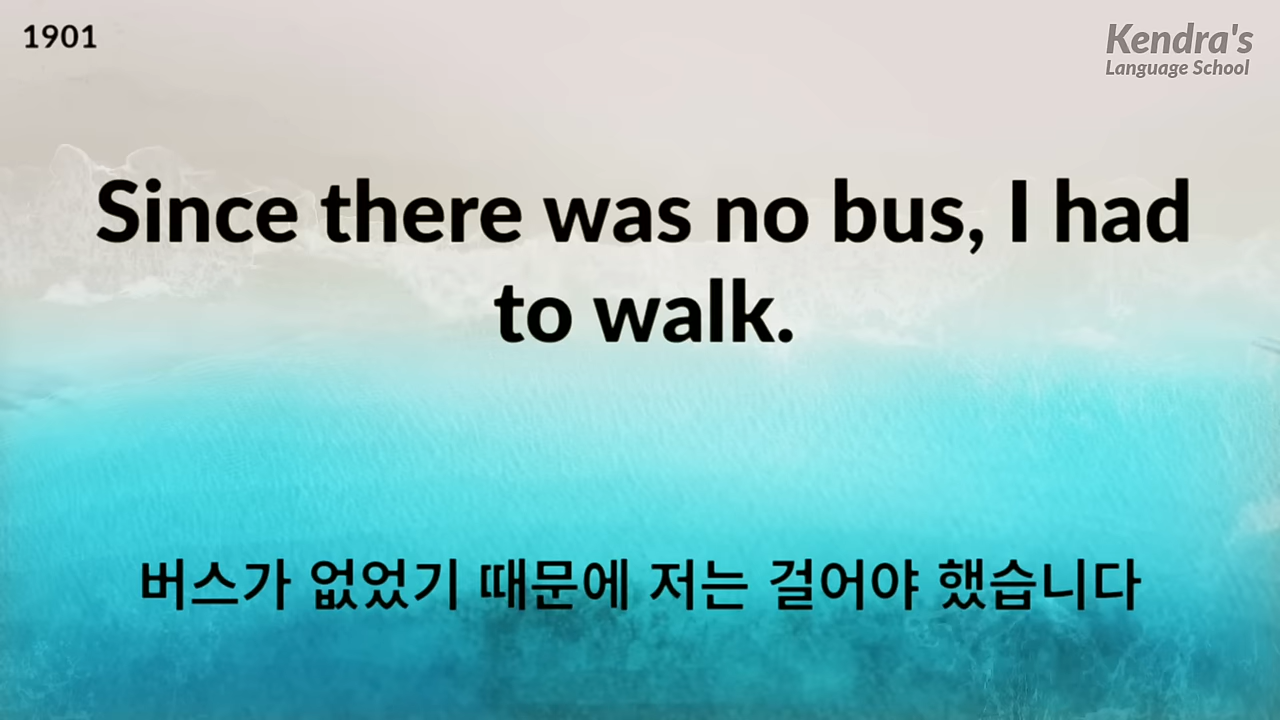 1901
Kendra's
Language School
Since there was no bus, I had
to walk.
버스가 없었기 때문에 저는 걸어야 했습니다